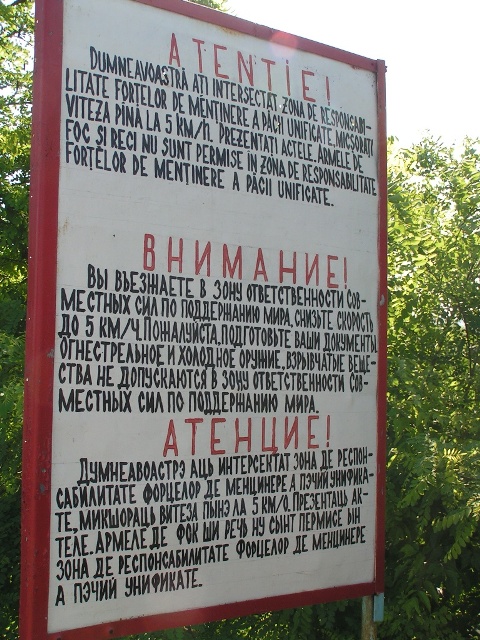 ATENTIE!
DUMNEAVOASTRĂ ATI INTERSECTAT ZONA DE RESPONSABI-
LITATE FORTELOR DE MENTINERE A PĂCII UNIFICATE. MICSORATI
VITEZA PÎNĂ LA 5 KM/h. PREZENTATI ACTELE. ARMELE DE
FOC SI RECI NU SUNT PERMISE IN ZONA DE RESPONSABILITATE
FORTELOR DE MENTINERE A PĂCII UNIFICATE.
ВНИМАНИЕ!
ВЫ ВЪЕЗЖАЕТЕ В ЗОНУ ОТВЕТСТВЕННОСТИ СОВ-
МЕСТНЫХ СИЛ ПО ПОДДЕРЖАНИЮ МИРА. СНИЗЬТЕ СКОРОСТЬ
ДО 5 КМ/Ч. ПОЖАЛУЙСТА, ПОДГОТОВЬТЕ ВАШИ ДОКУМЕНТЫ.
ОГНЕСТРЕЛЬНОЕ И ХОЛОДНОЕ ОРУЖИЕ, ВЗРЫВЧАТЫЕ ВЕЩЕ-
СТВА НЕ ДОПУСКАЮТСЯ В ЗОНУ ОТВЕТСТВЕННОСТИ СОВ-
МЕСТНЫХ СИЛ ПО ПОДДЕРЖАНИЮ МИРА.
АТЕНЦИЕ!
ДУМНЕАВОАСТРЭ АЦЬ ИНТЕРСЕКТАТ ЗОНА ДЕ РЕСПОН-
САБИЛИТАТЕ ФОРЦЕЛОР ДЕ МЕНЦИНЕРЕ А ПЭЧИЙ УНИФИКА-
ТЕ. МИКШОРАЦЬ ВИТЕЗА ПЫНЭ ЛА 5 КМ/О. ПРЕЗЕНТАЦЬ АК-
ТЕЛЕ. АРМЕЛЕ ДЕ ФОК ШИ РЕЧЬ НУ СЫНТ ПЕРМИСЕ ЫН
ЗОНА ДЕ РЕСПОНСАБИЛИТАТЕ ФОРЦЕЛОР ДЕ МЕНЦИНЕРЕ
А ПЭЧИЙ УНИФИКАТЕ.